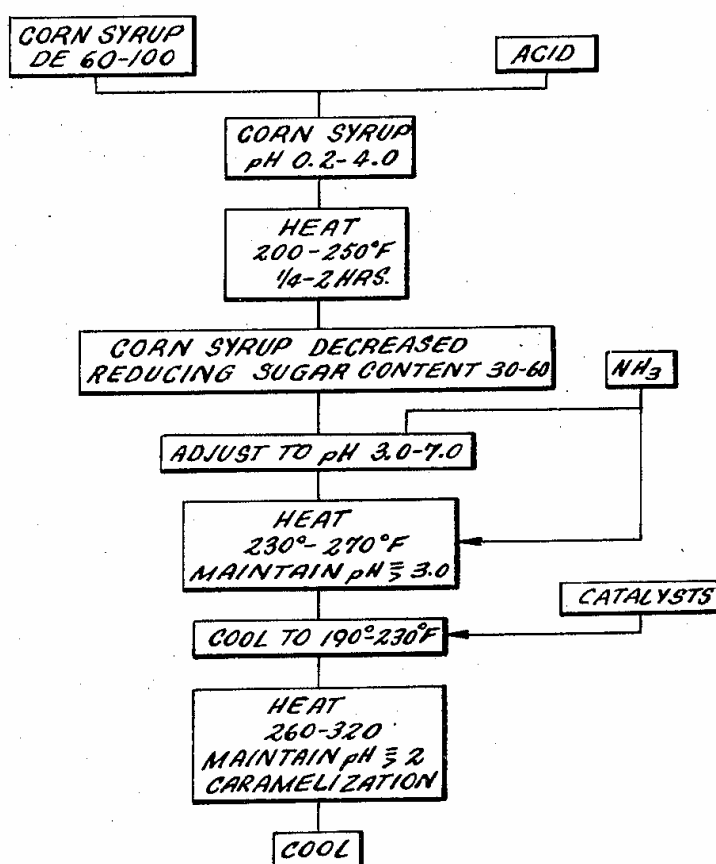 CORN SYRUP
DE 60-100
ACID
CORN SYRUP
pH 0.2-4.0
HEAT
200-250°F
1/4-2 HRS.
CORN SYRUP DECREASED
REDUCING SUGAR CONTENT 30-60
NH3
ADJUST TO pH 3.0-7.0
HEAT
230°-270°F
MAINTAIN pH ≧ 3.0
CATALYSTS
COOL TO 190°-230°F
HEAT
260-320
MAINTAIN pH ≧ 2
CARAMELIZATION
COOL